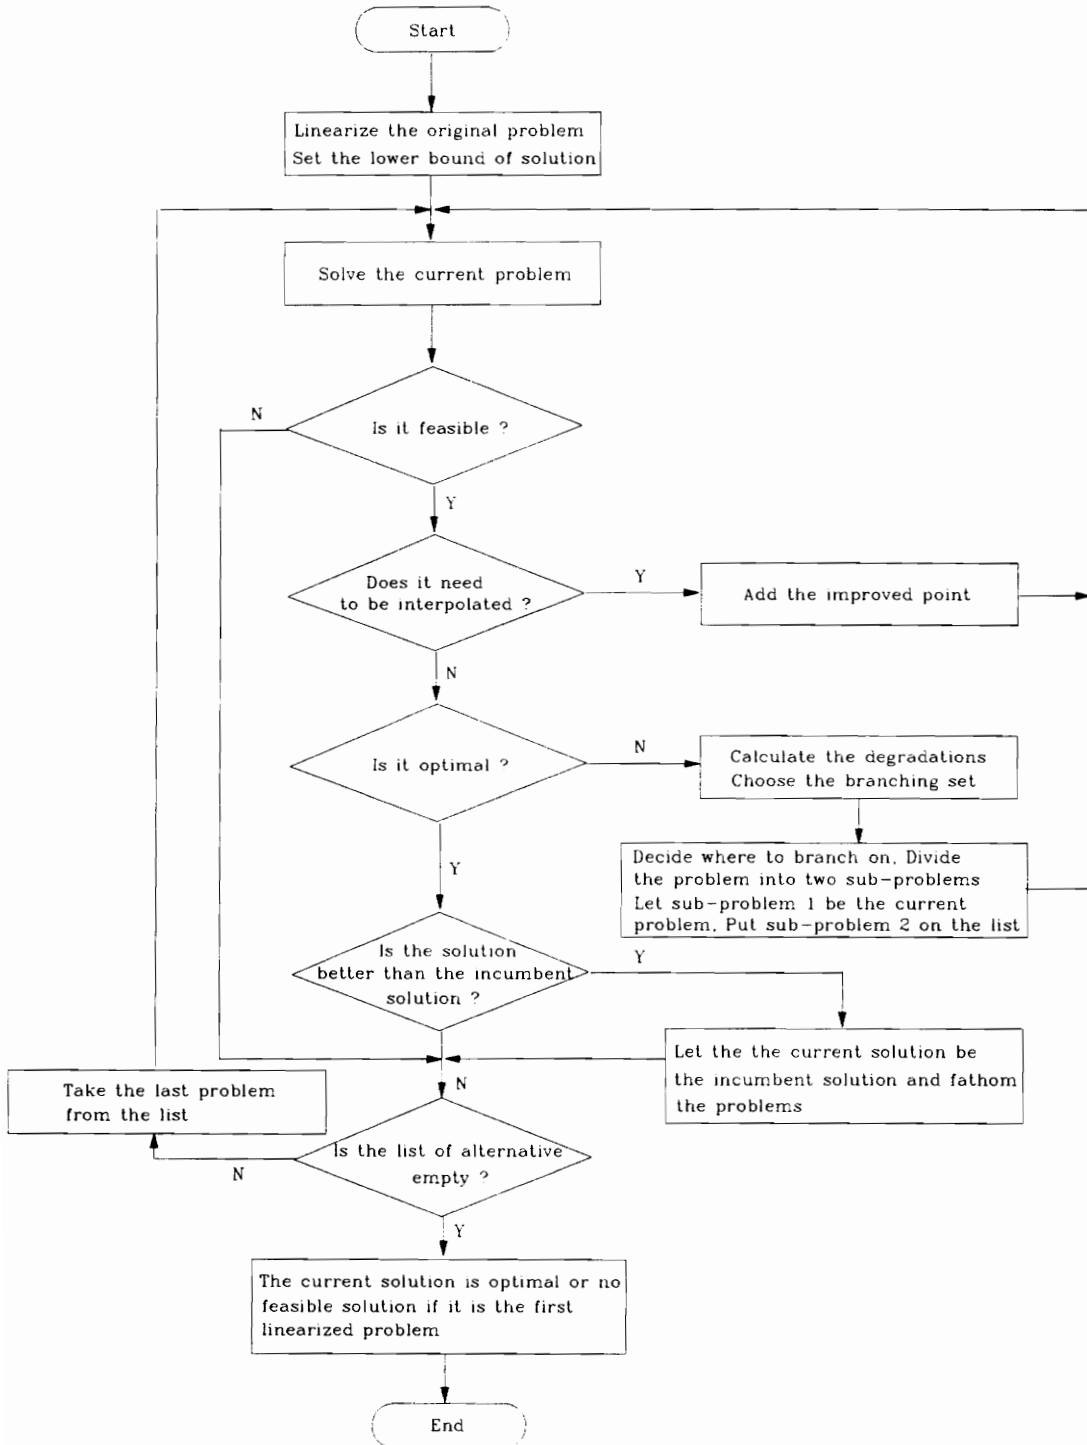 Start
Linearize the original problem
Set the lower bound of solution
Solve the current problem
N
Is it feasible ?
Y
Does it need
to be interpolated ?
Y
Add the improved point
N
Is it optimal ?
N
Calculate the degradations
Choose the branching set
Y
Decide where to branch on, Divide
the problem into two sub-problems
Let sub-problem 1 be the current
problem, Put sub-problem 2 on the list
Is the solution
better than the incumbent
solution ?
Y
Let the the current solution be
the incumbent solution and fathom
the problems
N
Take the last problem
from the list
Is the list of alternative
empty ?
N
Y
The current solution is optimal or no
feasible solution if it is the first
linearized problem
End